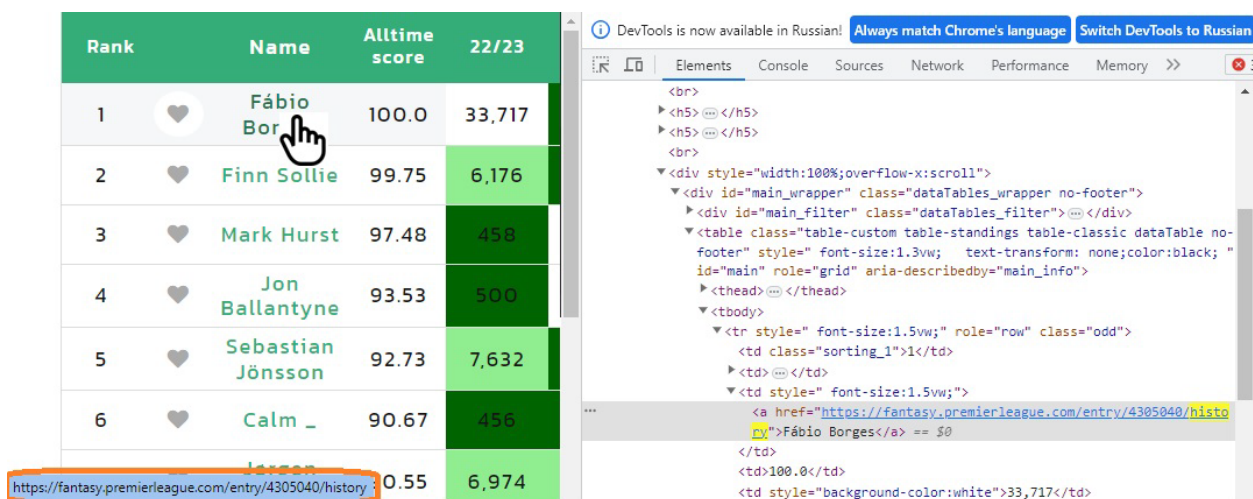 Rank Name Alltime score 22/23
1 Fábio Bor 100.0 33,717
2 Finn Sollie 99.75 6,176
3 Mark Hurst 97.48 458
4 Jon Ballantyne 93.53 500
5 Sebastian Jönsson 92.73 7,632
6 Calm _ 90.67 456
0.55 6,974
https://fantasy.premierleague.com/entry/4305040/history
DevTools is now available in Russian! Always match Chrome's language Switch DevTools to Russian
Elements Console Sources Network Performance Memory >>
<br>
<h5>…</h5>
<h5>…</h5>
<br>
<div style="width:100%;overflow-x:scroll">
<div id="main_wrapper" class="dataTables_wrapper no-footer">
<div id="main_filter" class="dataTables_filter">…</div>
<table class="table-custom table-standings table-classic dataTable no-
footer" style=" font-size:1.3vw; text-transform: none;color:black; "
id="main" role="grid" aria-describedby="main_info">
<thead>…</thead>
<tbody>
<tr style=" font-size:1.5vw;" role="row" class="odd">
<td class="sorting_1">1</td>
<td>…</td>
<td style=" font-size:1.5vw;">
… <a href="https://fantasy.premierleague.com/entry/4305040/histo
ry">Fábio Borges</a> == $0
</td>
<td>100.0</td>
<td style="background-color:white">33,717</td>